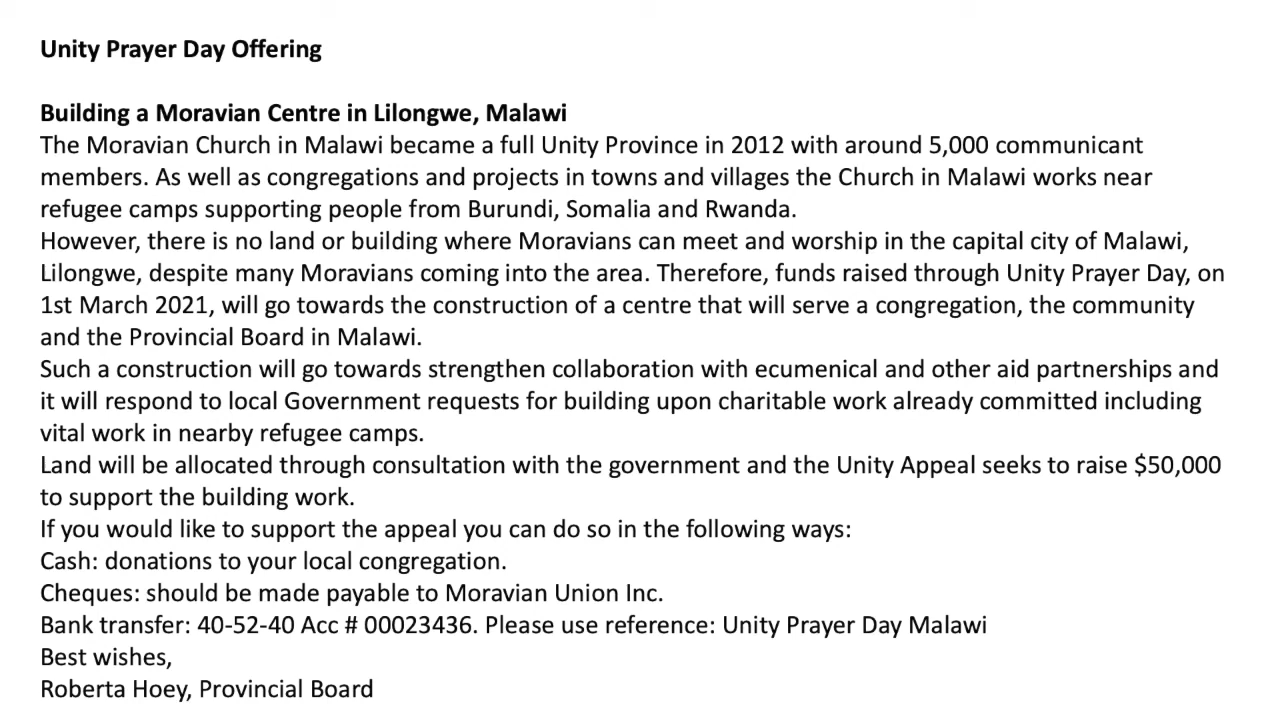 Unity Prayer Day Offering
Building a Moravian Centre in Lilongwe, Malawi
The Moravian Church in Malawi became a full Unity Province in 2012 with around 5,000 communicant
members. As well as congregations and projects in towns and villages the Church in Malawi works near
refugee camps supporting people from Burundi, Somalia and Rwanda.
However, there is no land or building where Moravians can meet and worship in the capital city of Malawi,
Lilongwe, despite many Moravians coming into the area. Therefore, funds raised through Unity Prayer Day, on
1st March 2021, will go towards the construction of a centre that will serve a congregation, the community
and the Provincial Board in Malawi.
Such a construction will go towards strengthen collaboration with ecumenical and other aid partnerships and
it will respond to local Government requests for building upon charitable work already committed including
vital work in nearby refugee camps.
Land will be allocated through consultation with the government and the Unity Appeal seeks to raise $50,000
to support the building work.
If you would like to support the appeal you can do so in the following ways:
Cash: donations to your local congregation.
Cheques: should be made payable to Moravian Union Inc.
Bank transfer: 40-52-40 Acc # 00023436. Please use reference: Unity Prayer Day Malawi
Best wishes,
Roberta Hoey, Provincial Board